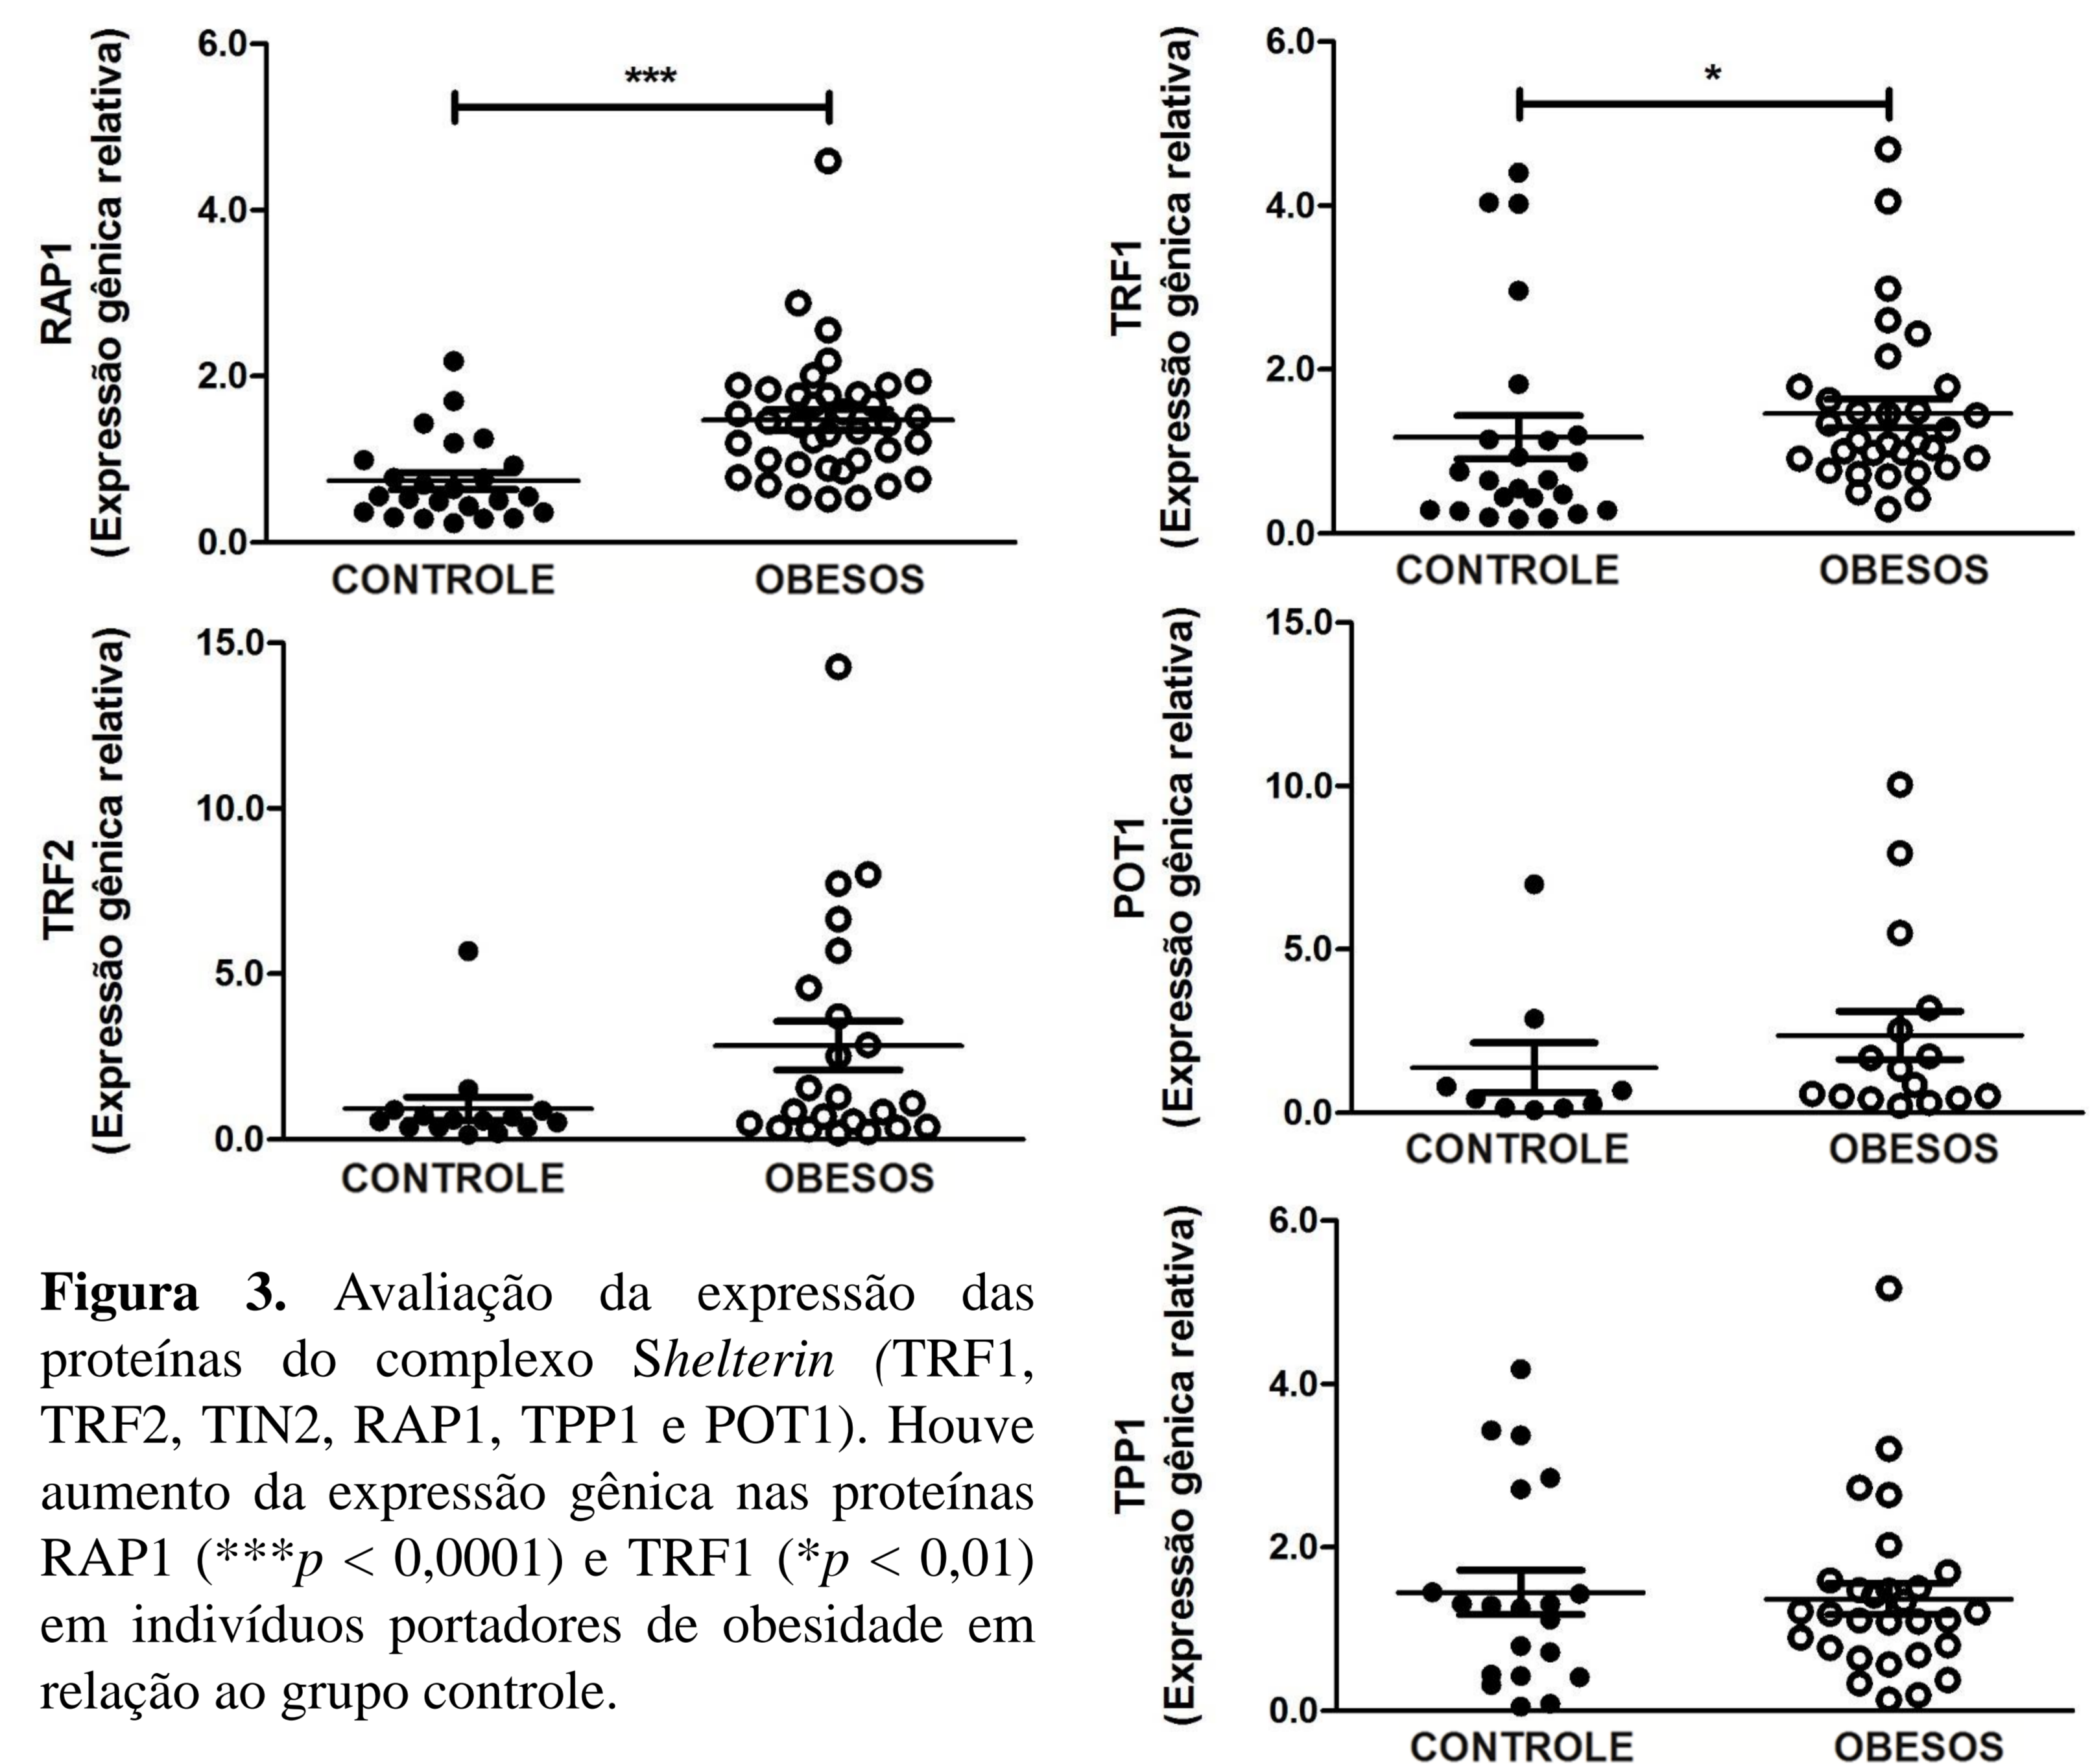 RAP1
(Expressão gênica relativa)
6.0
4.0
2.0
0.0
***
CONTROLE OBESOS
TRF1
(Expressão gênica relativa)
6.0
4.0
2.0
0.0
*
CONTROLE OBESOS
TRF2
(Expressão gênica relativa)
15.0
10.0
5.0
0.0
CONTROLE OBESOS
POT1
(Expressão gênica relativa)
15.0
10.0
5.0
0.0
CONTROLE OBESOS
Figura 3. Avaliação da expressão das
proteínas do complexo Shelterin (TRF1,
TRF2, TIN2, RAP1, TPP1 e POT1). Houve
aumento da expressão gênica nas proteínas
RAP1 (***p < 0,0001) e TRF1 (*p < 0,01)
em indivíduos portadores de obesidade em
relação ao grupo controle.
TPP1
(Expressão gênica relativa)
6.0
4.0
2.0
0.0
CONTROLE OBESOS